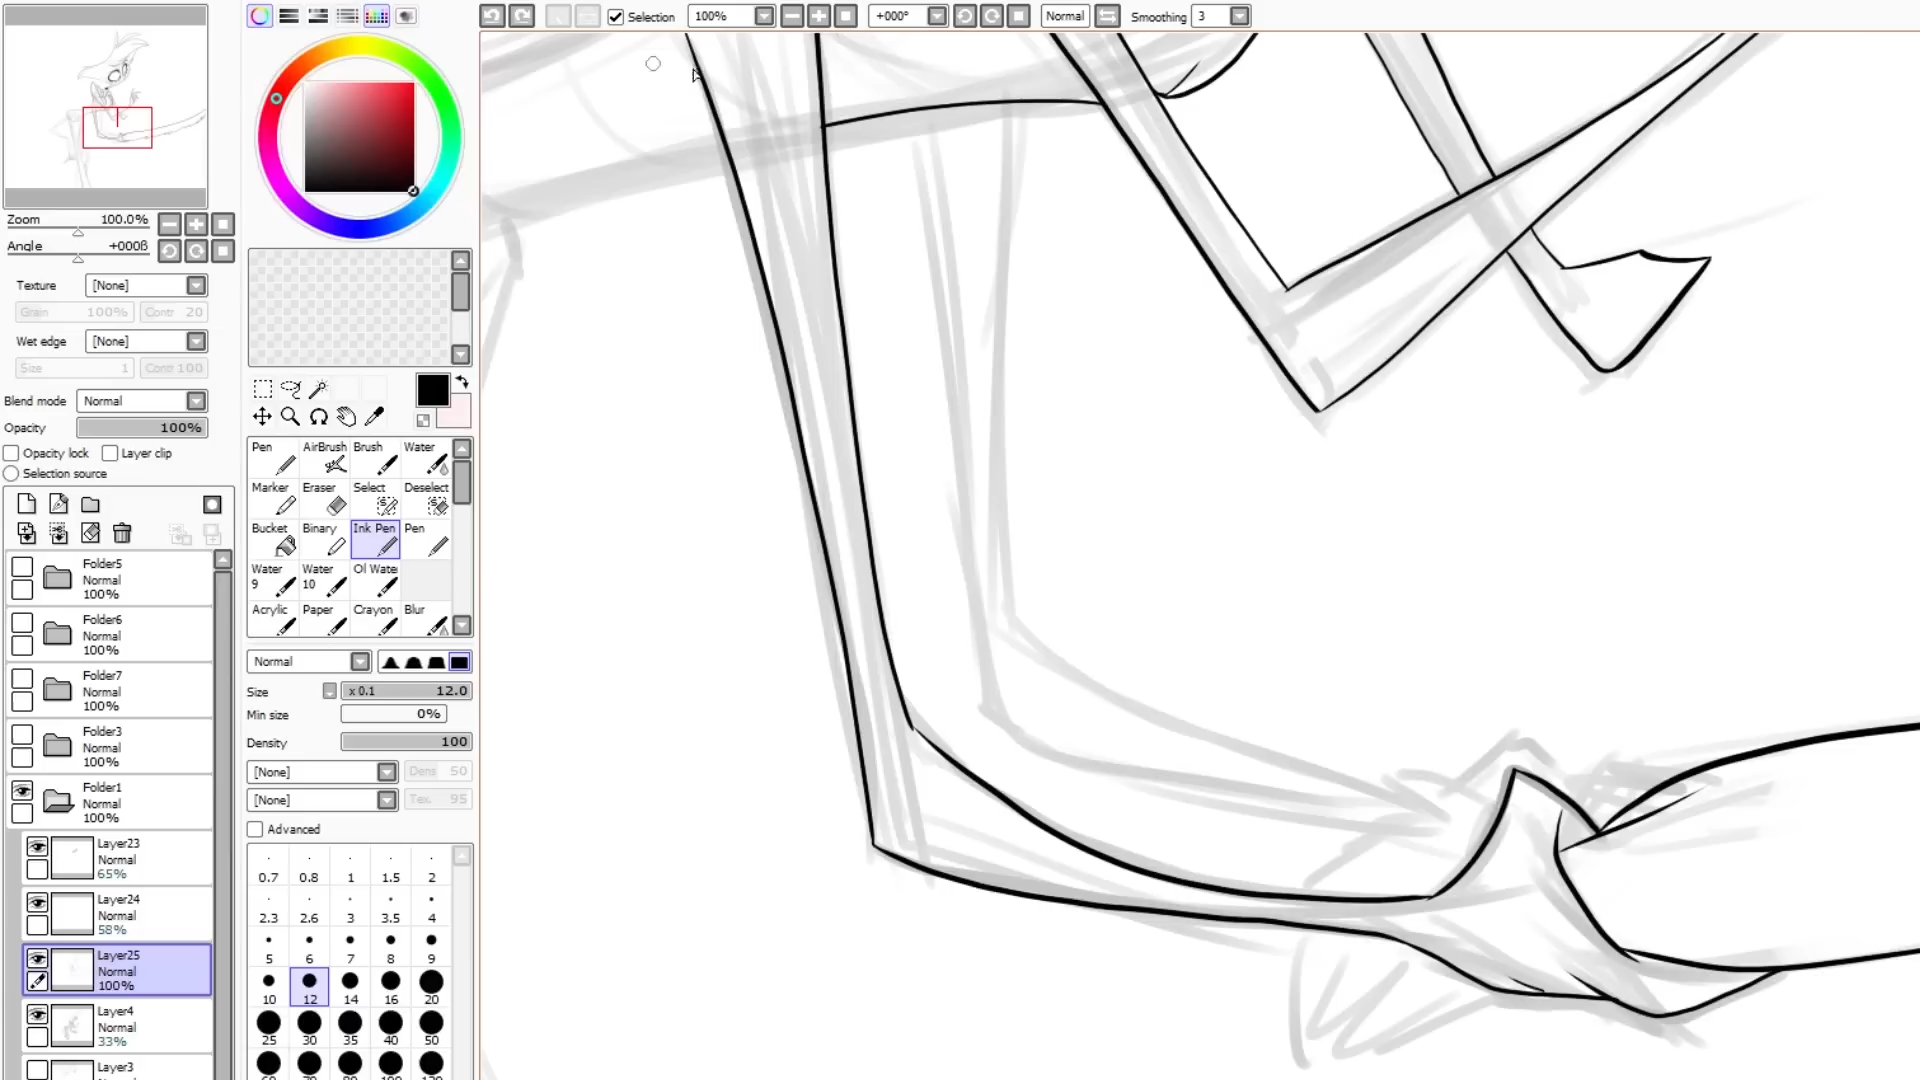 Selection
100%
+000°
Normal
Smoothing 3
Zoom 100.0%
Angle +000ß
Texture [None]
Grain 100% Contr 20
Wet edge [None]
Size 1 Contr 100
Blend mode Normal
Opacity 100%
Opacity lock Layer clip
Selection source
Folder5
Normal
100%
Folder6
Normal
100%
Folder7
Normal
100%
Folder3
Normal
100%
Folder1
Normal
100%
Layer23
Normal
65%
Layer24
Normal
58%
Layer25
Normal
100%
Layer4
Normal
33%
Layer3
Pen AirBrush Brush Water
Marker Eraser Select Deselect
Bucket Binary Ink Pen Pen
Water 9 Water 10 Ol Wate
Acrylic Paper Crayon Blur
Normal
Size x 0.1 12.0
Min size 0%
Density 100
[None] Dens 50
[None] Tex. 95
Advanced
0.7 0.8 1 1.5 2
2.3 2.6 3 3.5 4
5 6 7 8 9
10 12 14 16 20
25 30 35 40 50